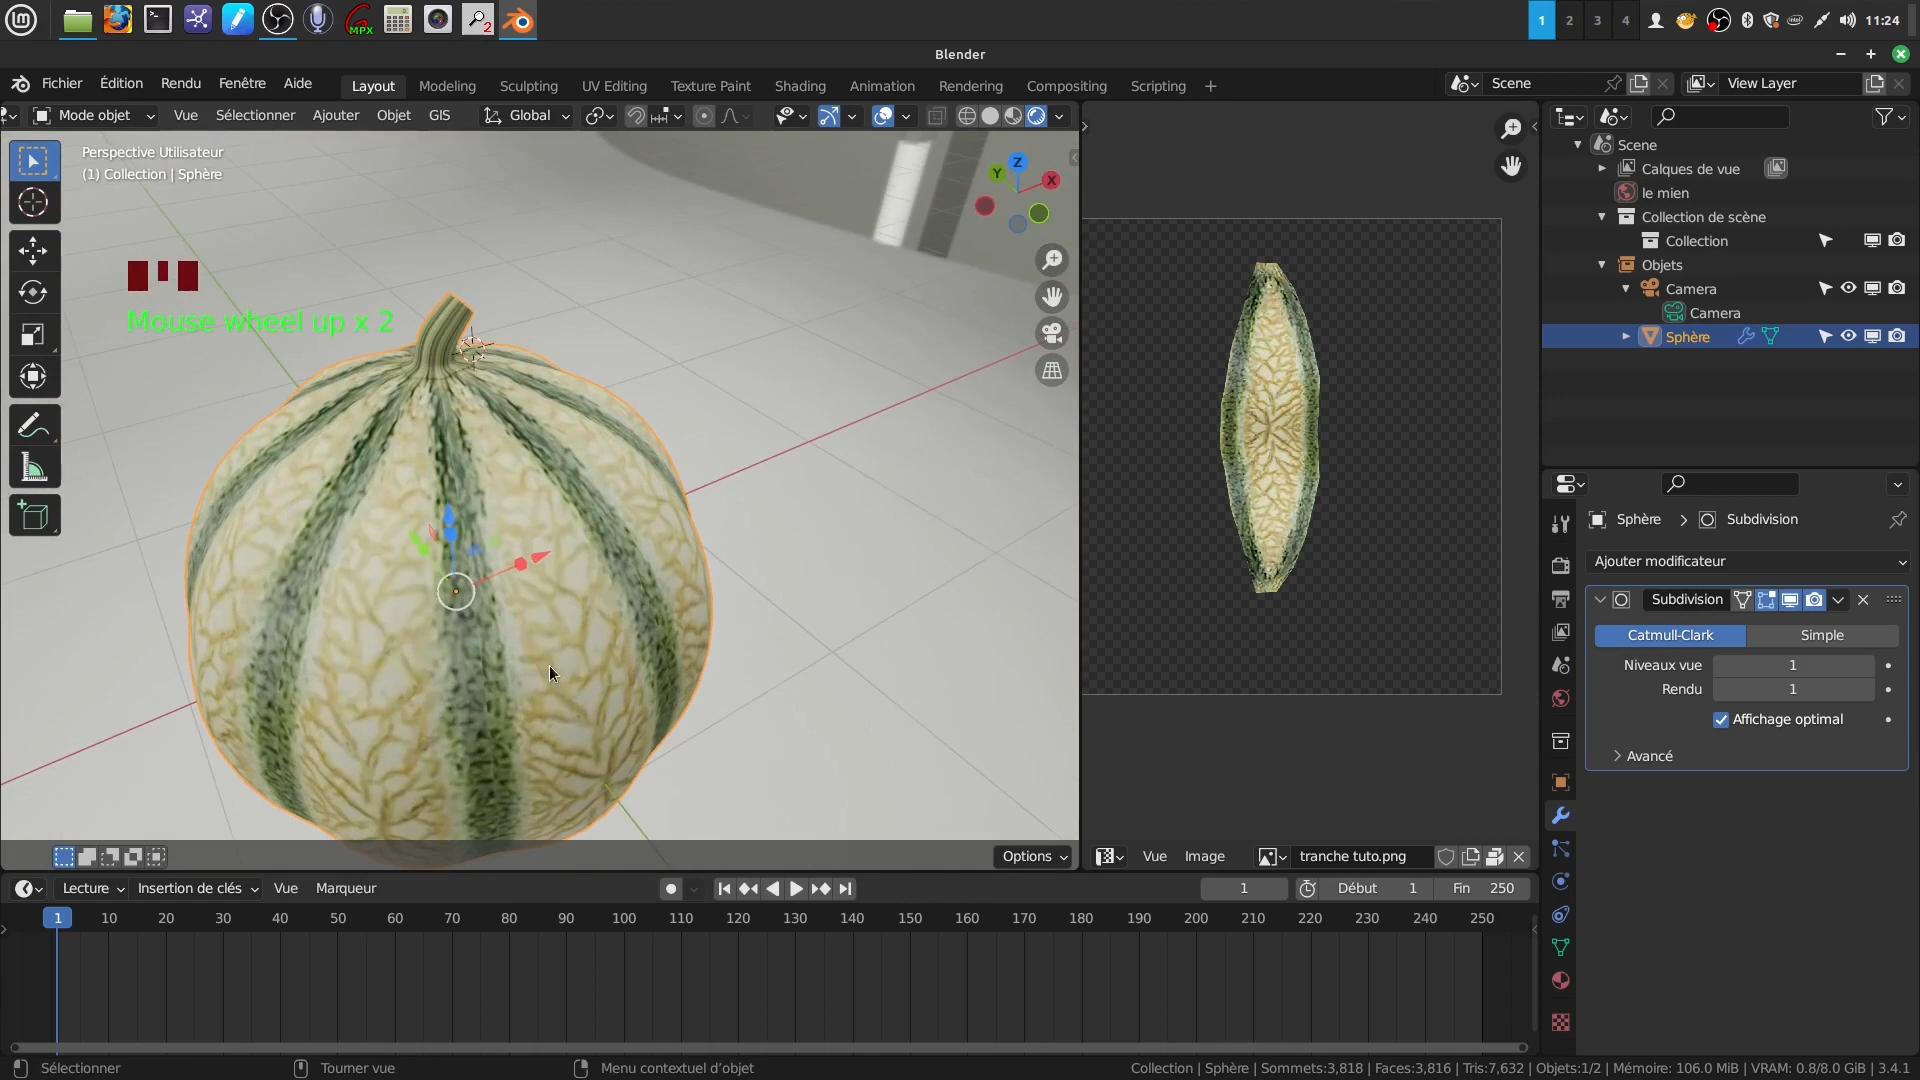 MPX
2
1 2 3 4
intel
11:24
Blender
Fichier Édition Rendu Fenêtre Aide
Layout Modeling Sculpting UV Editing Texture Paint Shading Animation Rendering Compositing Scripting +
Scene
View Layer
Mode objet Vue Sélectionner Ajouter Objet GIS Global
Perspective Utilisateur
(1) Collection | Sphère
Z
Y X
Mouse wheel up x 2
Scene
Calques de vue
le mien
Collection de scène
Collection
Objets
Camera
Camera
Sphère
Sphère > Subdivision
Ajouter modificateur
Subdivision
Catmull-Clark Simple
Niveaux vue 1
Rendu 1
Affichage optimal
Avancé
Options
Vue Image tranche tuto.png
Lecture Insertion de clés Vue Marqueur
1 Début 1 Fin 250
1 10 20 30 40 50 60 70 80 90 100 110 120 130 140 150 160 170 180 190 200 210 220 230 240 250
Sélectionner Tourner vue Menu contextuel d'objet
Collection | Sphère | Sommets:3,818 | Faces:3,816 | Tris:7,632 | Objets:1/2 | Mémoire: 106.0 MiB | VRAM: 0.8/8.0 GiB | 3.4.1